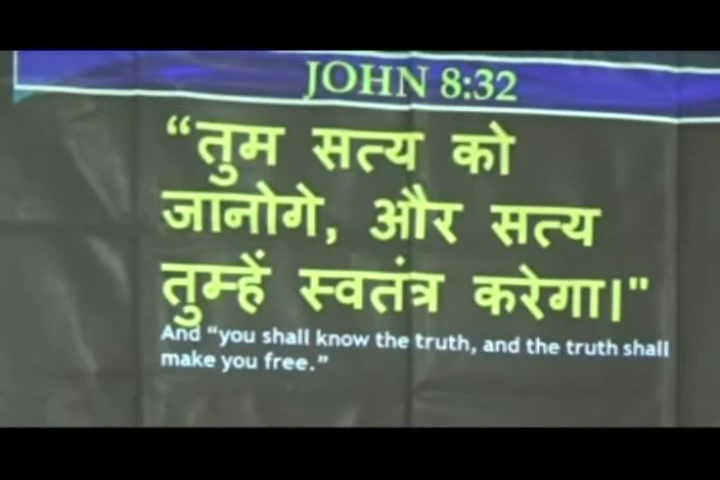 JOHN 8:32
“तुम सत्य को
जानोगे, और सत्य
तुम्हें स्वतंत्र करेगा।"
And “you shall know the truth, and the truth shall
make you free.”